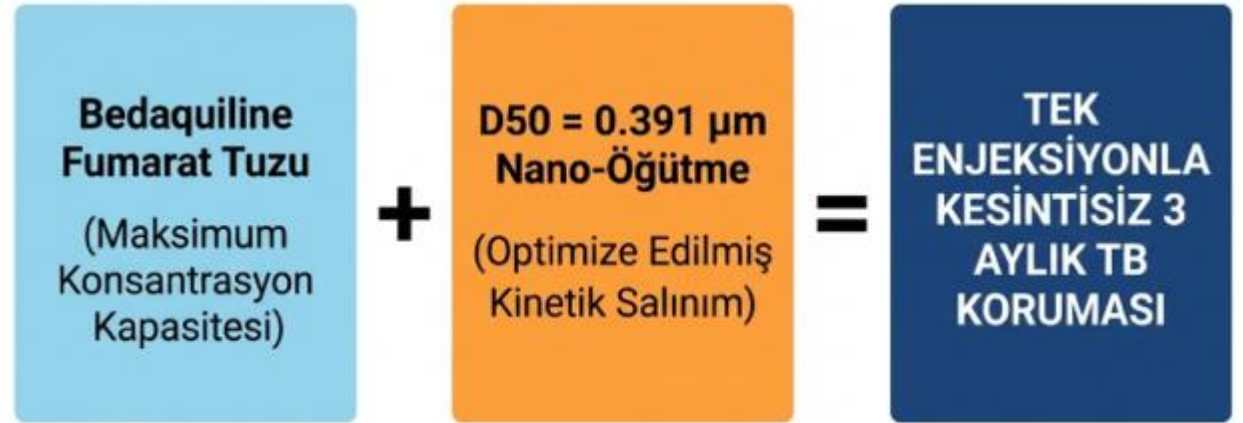 Bedaquiline
Fumarat Tuzu
(Maksimum
Konsantrasyon
Kapasitesi)
+
D50 = 0.391 μm
Nano-Öğütme
(Optimize Edilmiş
Kinetik Salınım)
=
TEK
ENJEKSİYONLA
KESİNTİSİZ 3
AYLIK TB
KORUMASI